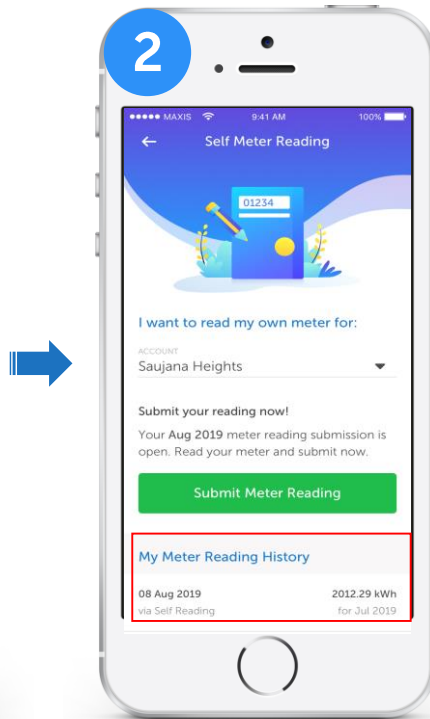 2
MAXIS 9:41 AM 100%
Self Meter Reading
01234
I want to read my own meter for:
ACCOUNT
Saujana Heights
Submit your reading now!
Your Aug 2019 meter reading submission is
open. Read your meter and submit now.
Submit Meter Reading
My Meter Reading History
08 Aug 2019 2012.29 kWh
via Self Reading for Jul 2019